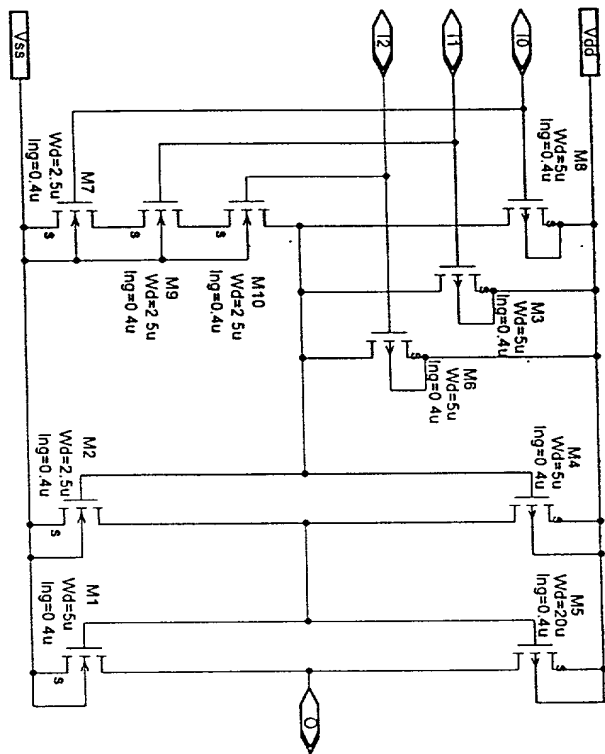 Vdd
I0
I1
I2
Vss
M8
Wd=5u
lng=0.4u
M3
Wd=5u
lng=0.4u
M6
Wd=5u
lng=0 4u
M4
Wd=5u
lng=0 4u
M5
Wd=20u
lng=0.4u
s
s
s
s
s
M7
Wd=2.5u
lng=0.4u
M9
Wd=2 5u
lng=0.4u
M10
Wd=2 5u
lng=0.4u
M2
Wd=2.5u
lng=0.4u
M1
Wd=5u
lng=0 4u
s
s
s
s
s
O